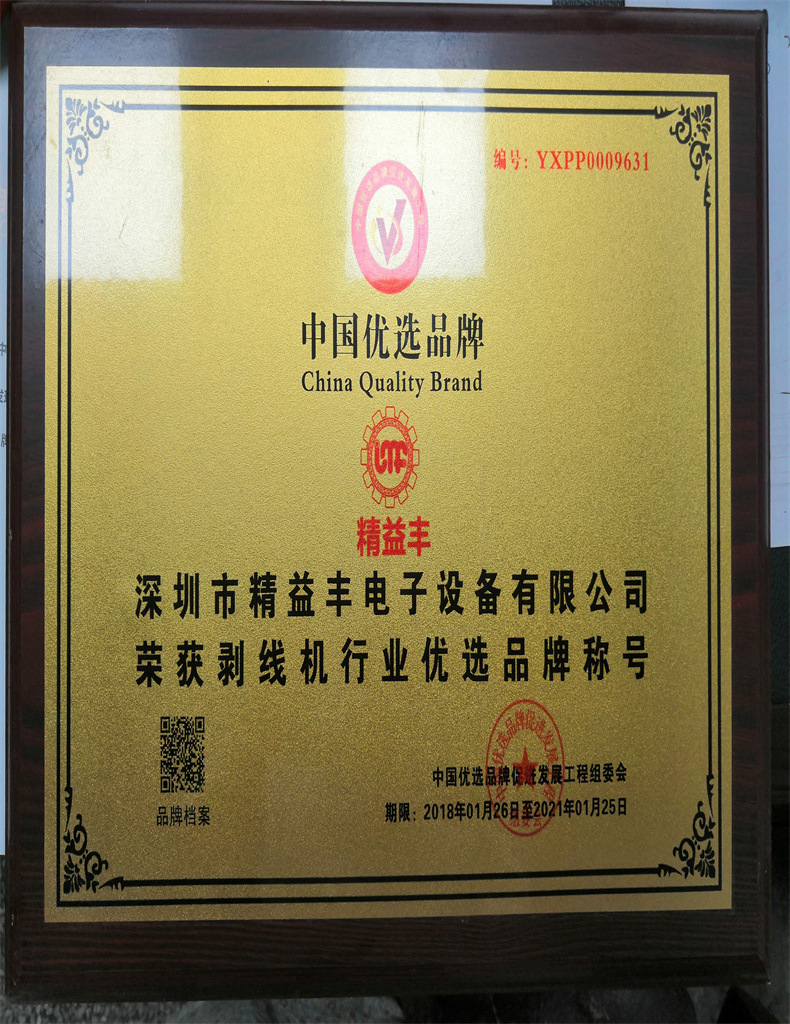 编号：YXPP0009631
中国优选品牌
China Quality Brand
精益丰
深圳市精益丰电子设备有限公司
荣获剥线机行业优选品牌称号
品牌档案
中国优选品牌促进发展工程组委会
期限：2018年01月26日至2021年01月25日